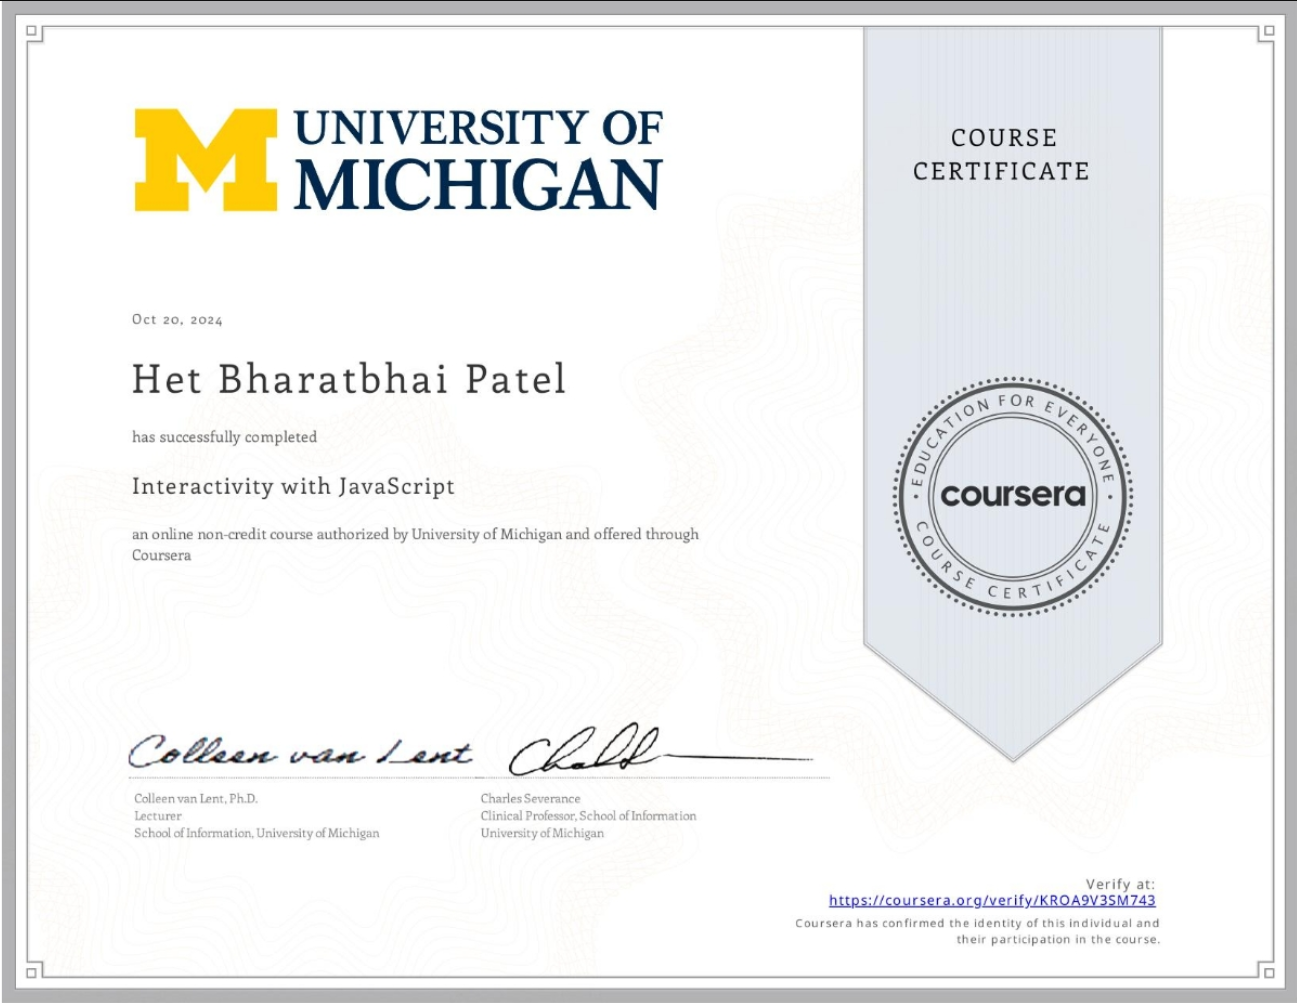 UNIVERSITY OF
MICHIGAN
COURSE
CERTIFICATE
Oct 20, 2024
Het Bharatbhai Patel
has successfully completed
Interactivity with JavaScript
an online non-credit course authorized by University of Michigan and offered through
Coursera
EDUCATION FOR EVERYONE
coursera
COURSE CERTIFICATE
Colleen van Lent
Colleen van Lent, Ph.D.
Lecturer
School of Information, University of Michigan
Charles Severance
Clinical Professor, School of Information
University of Michigan
Verify at:
https://coursera.org/verify/KROA9V3SM743
Coursera has confirmed the identity of this individual and
their participation in the course.